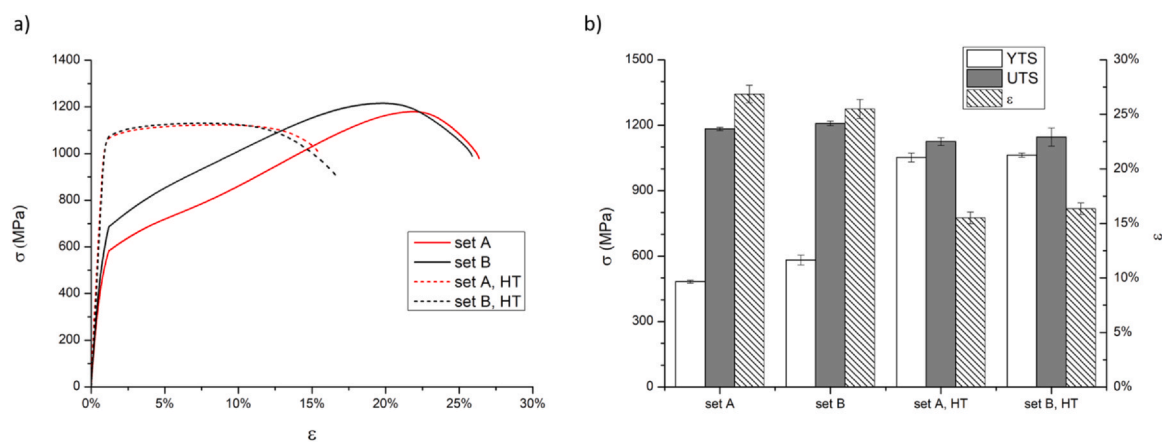 a)
1400
1200
1000
800
600
400
200
0
σ (MPa)
0% 5% 10% 15% 20% 25% 30%
ε
set A
set B
set A, HT
set B, HT
b)
1500
1200
900
600
300
0
σ (MPa)
YTS
UTS
ε
30%
25%
20%
15%
10%
5%
0%
ε
set A set B set A, HT set B, HT